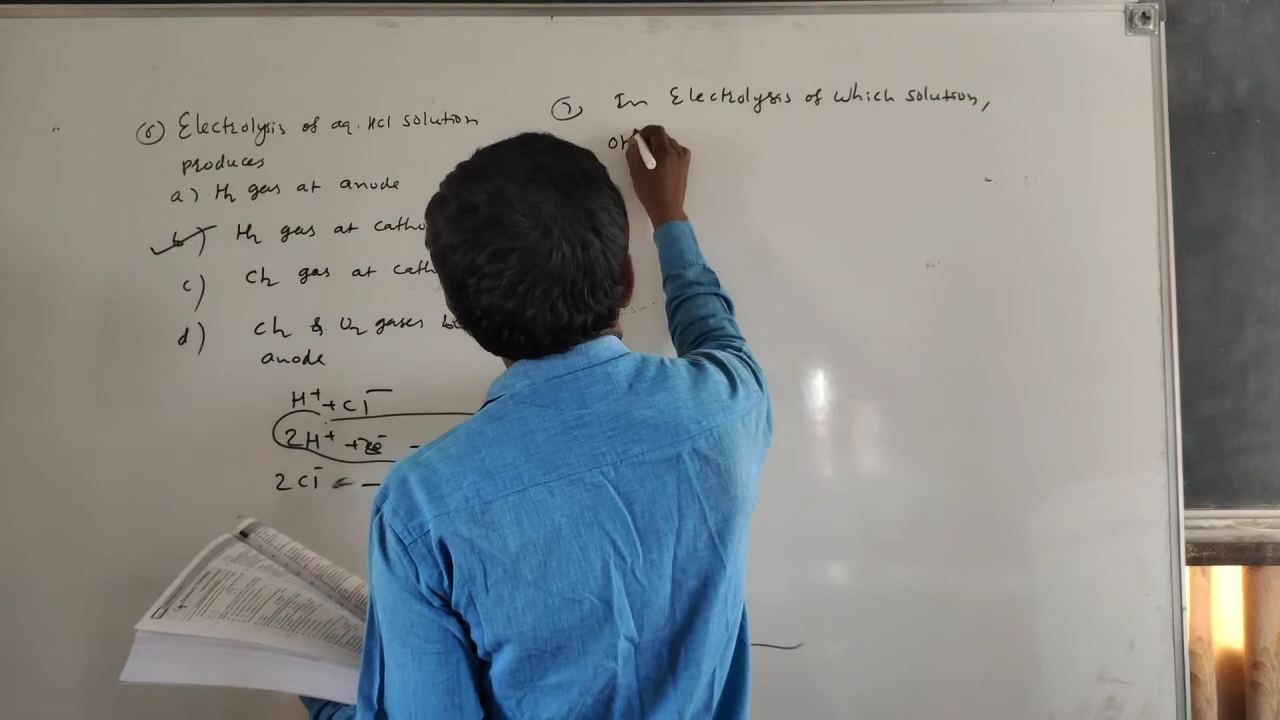 6) Electrolysis of aq. HCl solution
produces
a) H₂ gas at anode
b) H₂ gas at catho
c) Cl₂ gas at cath
d) Cl₂ & O₂ gases
anode
H⁺ + Cl⁻
2H⁺ + 2e⁻ -
2Cl⁻ -
7) In Electrolysis of which solution,
OH